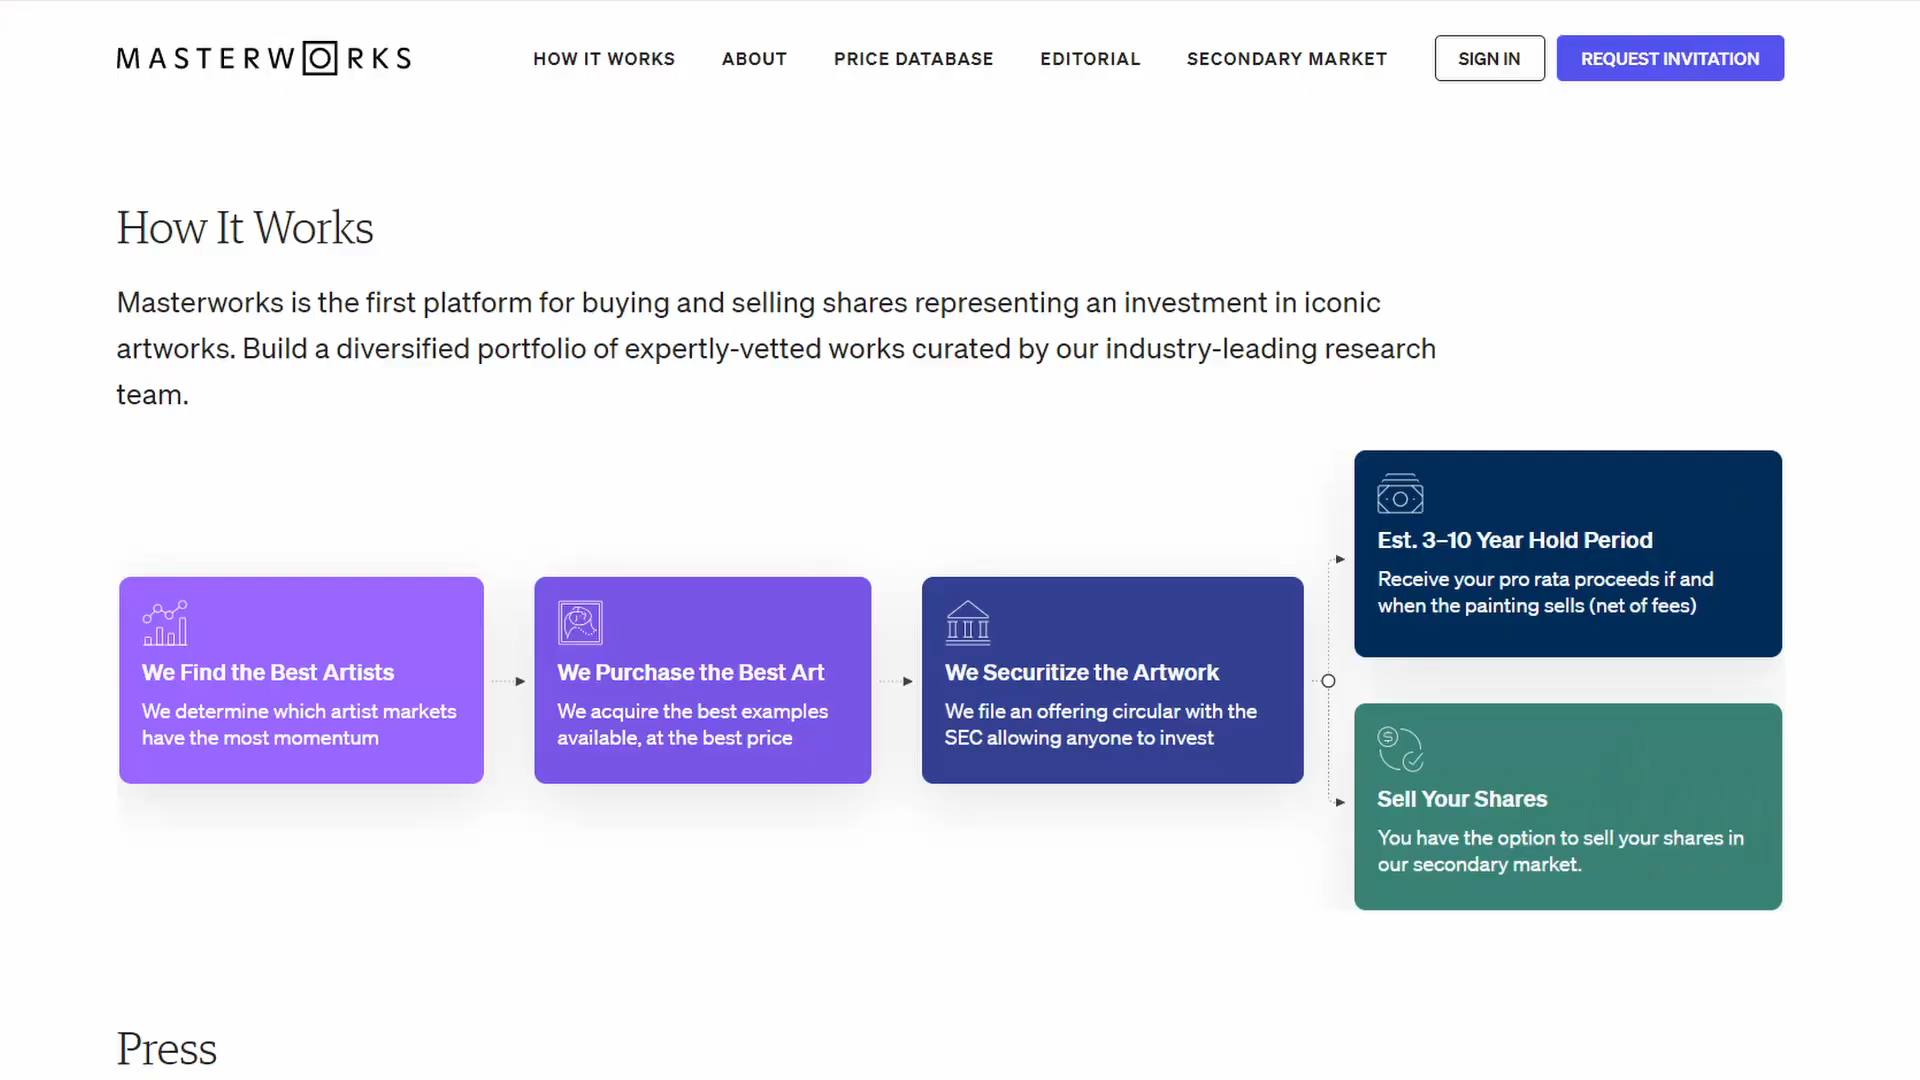 MASTERWORKS
HOW IT WORKS
ABOUT
PRICE DATABASE
EDITORIAL
SECONDARY MARKET
SIGN IN
REQUEST INVITATION
How It Works
Masterworks is the first platform for buying and selling shares representing an investment in iconic
artworks. Build a diversified portfolio of expertly-vetted works curated by our industry-leading research
team.
We Find the Best Artists
We determine which artist markets
have the most momentum
We Purchase the Best Art
We acquire the best examples
available, at the best price
We Securitize the Artwork
We file an offering circular with the
SEC allowing anyone to invest
Est. 3–10 Year Hold Period
Receive your pro rata proceeds if and
when the painting sells (net of fees)
$
Sell Your Shares
You have the option to sell your shares in
our secondary market.
Press